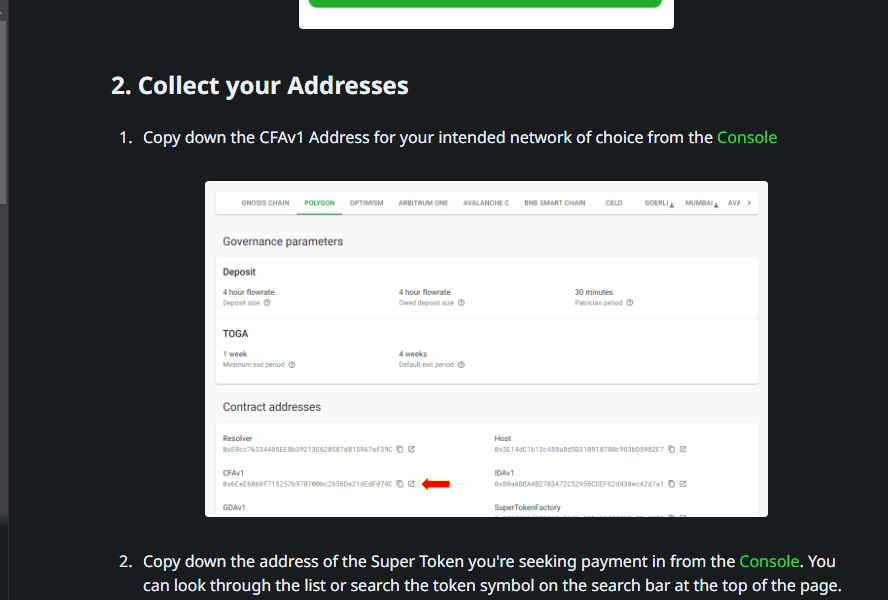 2. Collect your Addresses
1. Copy down the CFAv1 Address for your intended network of choice from the Console
GNOSIS CHAIN POLYGON OPTIMISM ARBITRUM ONE AVALANCHE C BNB SMART CHAIN CELO GOERLI MUMBAI AVA
Governance parameters
Deposit
4 hour flowrate 4 hour flowrate 30 minutes
Deposit size Owed deposit size Patrician period
TOGA
1 week 4 weeks
Minimum exit period Default exit period
Contract addresses
Resolver Host
0x3E14dC1b13c488a8d5D310918780c983bD5982E7
CFAv1 IDAv1
0x6EeE6060f715257b970700bc2656De21dEdF074C 0xB0aABBA4B2783A72C52956CDEF62d438ecA2d7a1
GDAv1 SuperTokenFactory
2. Copy down the address of the Super Token you're seeking payment in from the Console. You
can look through the list or search the token symbol on the search bar at the top of the page.